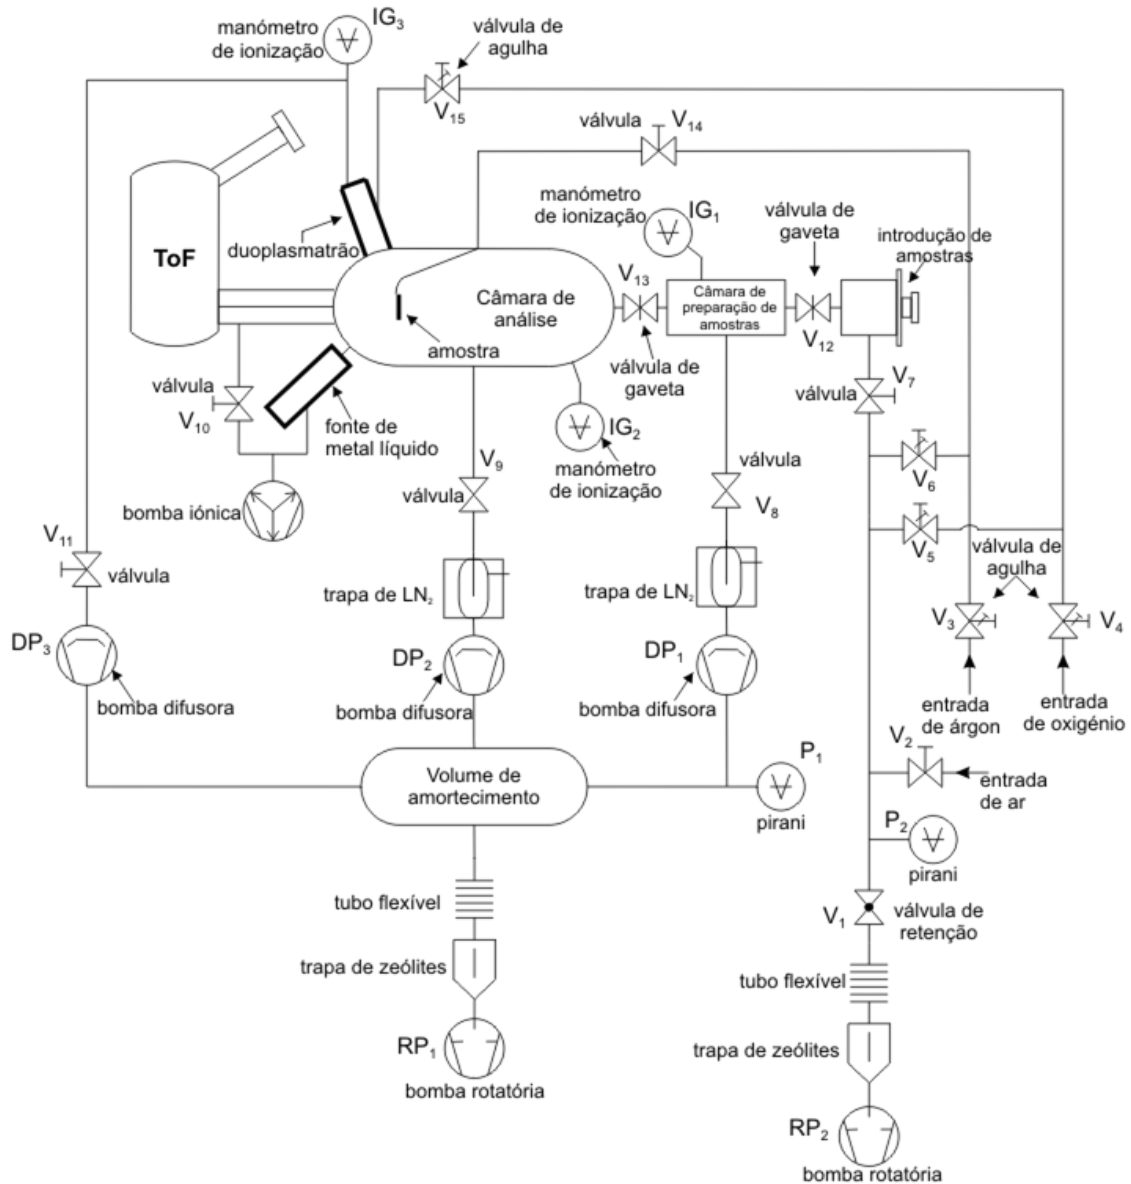 manómetro
de ionização
IG3
válvula de
agulha
V15
válvula
V14
manómetro
de ionização
IG1
válvula de
gaveta
introdução de
amostras
ToF
duoplasmatrão
V13
Câmara de
análise
Câmara de
preparação de
amostras
V12
amostra
válvula de
gaveta
V7
válvula
válvula
V10
fonte de
metal líquido
IG2
manómetro
de ionização
V9
válvula
válvula
V8
V6
bomba iónica
V11
válvula
V5
válvula de
agulha
trapa de LN2
trapa de LN2
V3
V4
DP3
DP2
DP1
bomba difusora
bomba difusora
bomba difusora
entrada
de árgon
entrada
de oxigénio
V2
entrada
de ar
Volume de
amortecimento
P1
pirani
P2
pirani
V1
válvula de
retenção
tubo flexível
trapa de zeólites
tubo flexível
RP1
bomba rotatória
trapa de zeólites
RP2
bomba rotatória